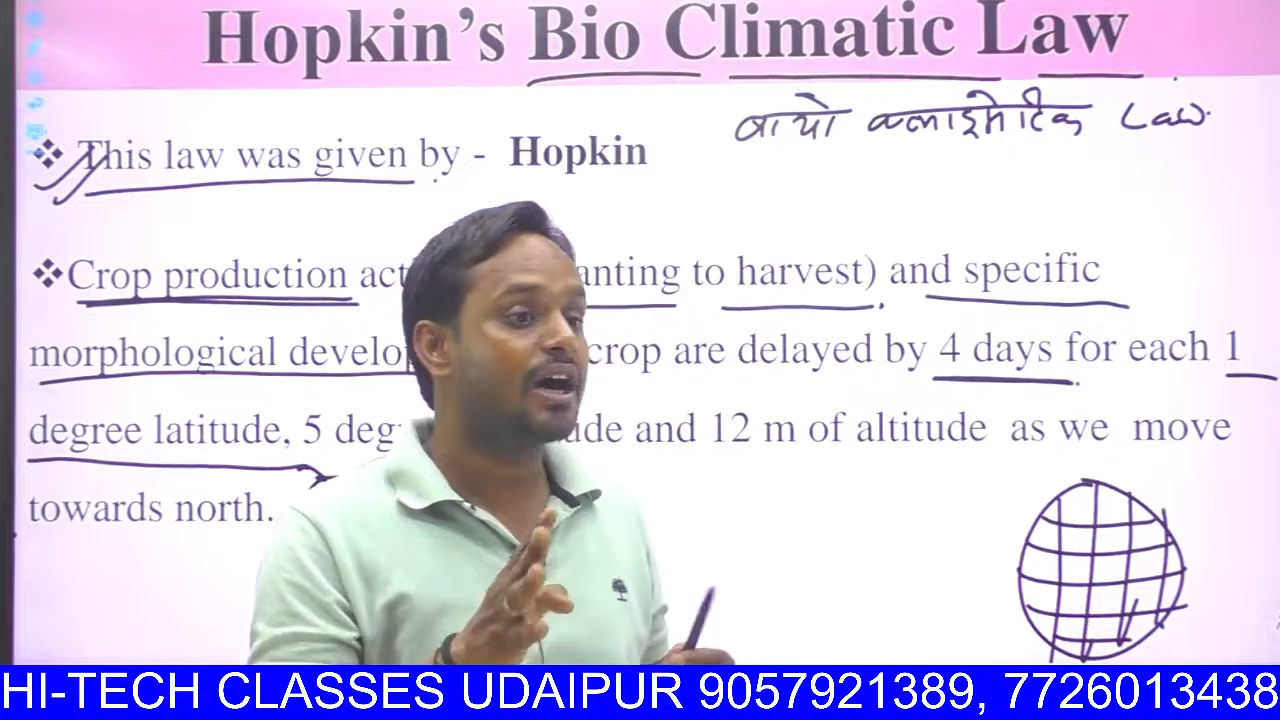 Hopkin's Bio Climatic Law
बायो क्लाइमेटिक Law
This law was given by - Hopkin
Crop production act anting to harvest) and specific
morphological develop crop are delayed by 4 days for each 1
degree latitude, 5 deg ude and 12 m of altitude as we move
towards north.
HI-TECH CLASSES UDAIPUR 9057921389, 7726013438